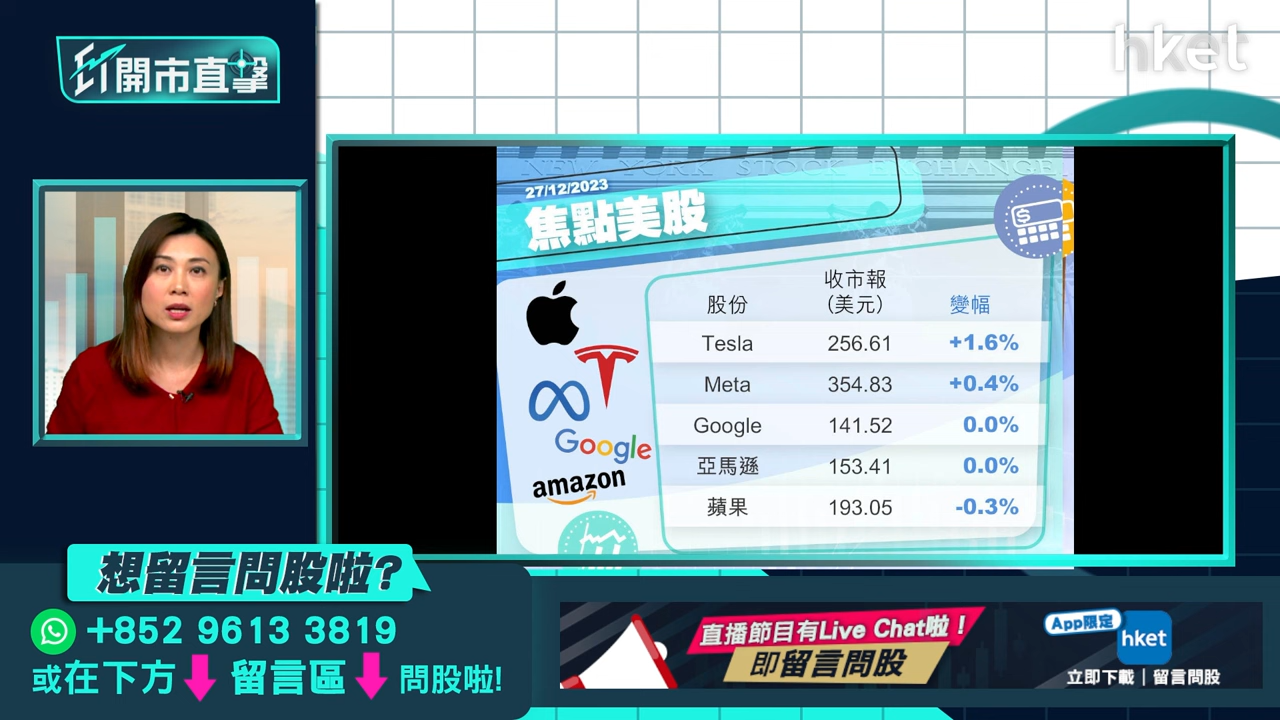 ET開市直擊
hket
NEW YORK STOCK EXCHANGE
27/12/2023
焦點美股
股份 收市報(美元) 變幅
Tesla 256.61 +1.6%
Meta 354.83 +0.4%
Google 141.52 0.0%
亞馬遜 153.41 0.0%
蘋果 193.05 -0.3%
Google
amazon
想留言問股啦?
+852 9613 3819
或在下方 留言區 問股啦!
直播節目有Live Chat啦！
即留言問股
App限定
hket
立即下載｜留言問股